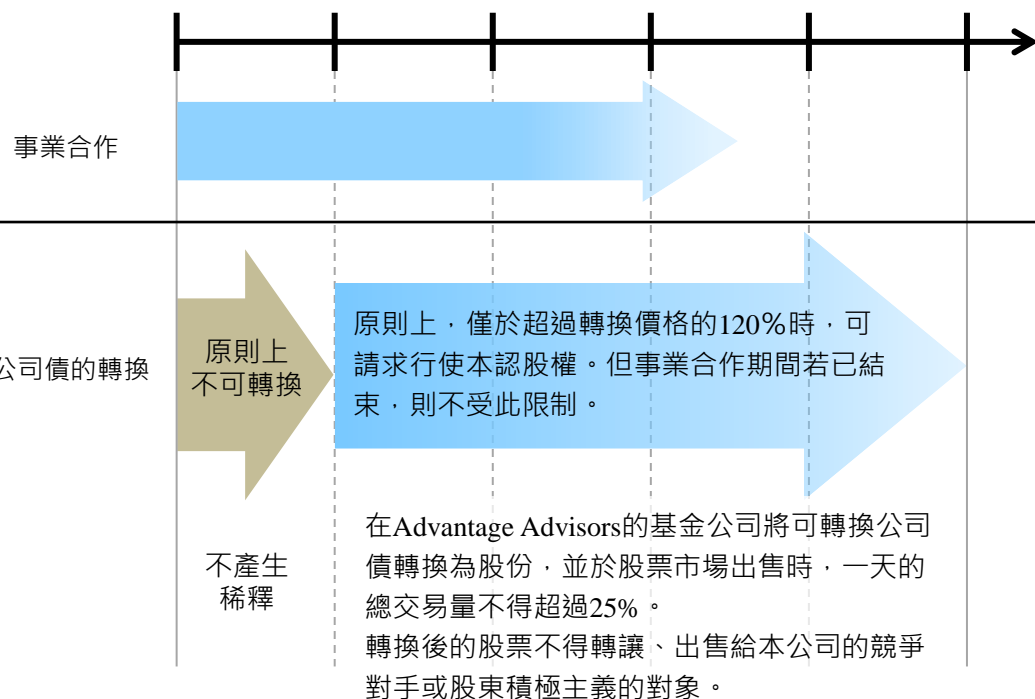 事業合作
公司債的轉換
原則上
不可轉換
原則上，僅於超過轉換價格的120%時，可
請求行使本認股權。但事業合作期間若已結
束，則不受此限制。
不產生
稀釋
在Advantage Advisors的基金公司將可轉換公司
債轉換為股份，並於股票市場出售時，一天的
總交易量不得超過25%。
轉換後的股票不得轉讓、出售給本公司的競爭
對手或股東積極主義的對象。